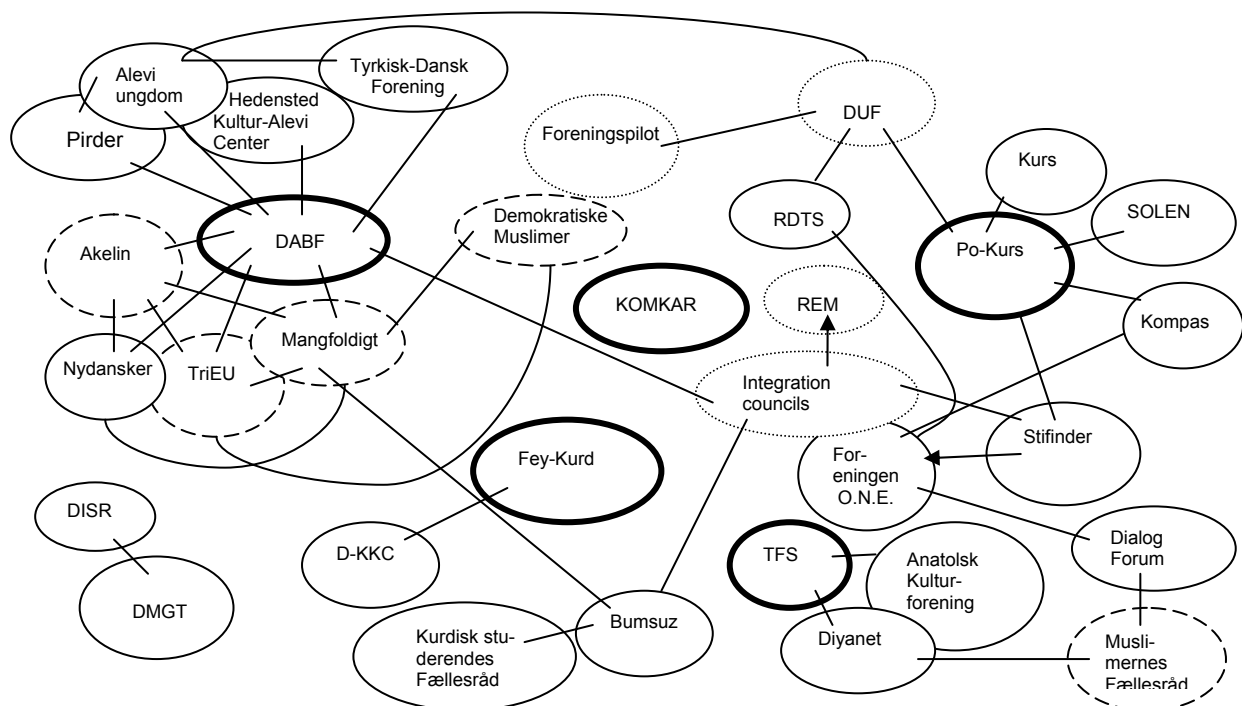 Alevi
ungdom
Tyrkisk-Dansk
Forening
Hedensted
Kultur-Alevi
Center
Pirder
Foreningspilot
DUF
Kurs
RDTS
SOLEN
Demokratiske
Muslimer
DABF
Akelin
Po-Kurs
KOMKAR
REM
Kompas
Mangfoldigt
Nydansker
TriEU
Integration
councils
Stifinder
Fey-Kurd
For-
eningen
O.N.E.
DISR
D-KKC
TFS
Anatolsk
Kultur-
forening
Dialog
Forum
DMGT
Kurdisk stu-
derendes
Fællesråd
Bumsuz
Diyanet
Musli-
mernes
Fællesråd